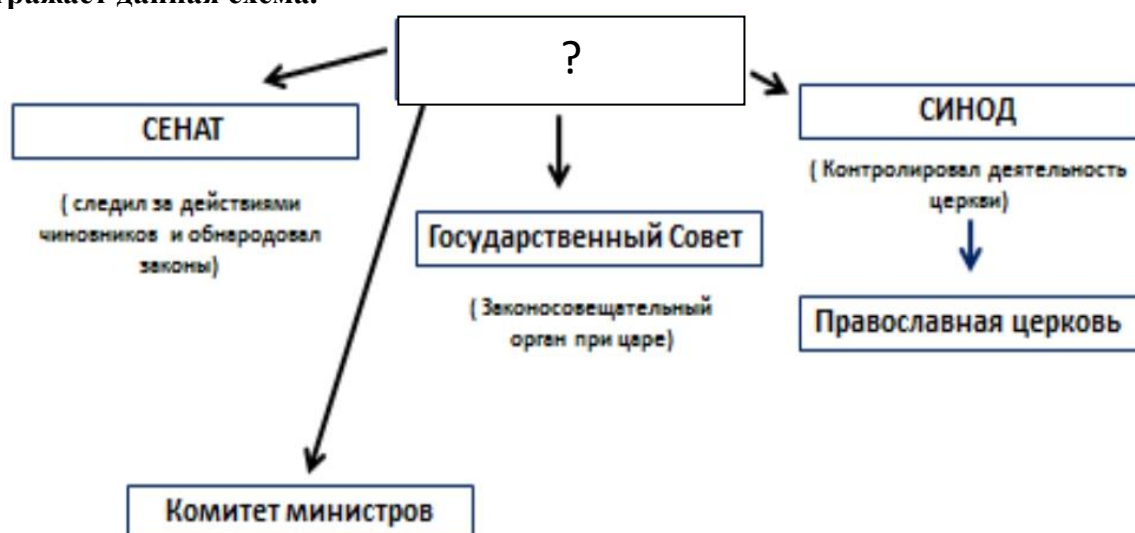 данная схема.
?
СЕНАТ
( следил за действиями
чиновников и обнародовал
законы)
Государственный Совет
( Законосовещательный
орган при царе)
СИНОД
( Контролировал деятельность
церкви)
Православная церковь
Комитет министров